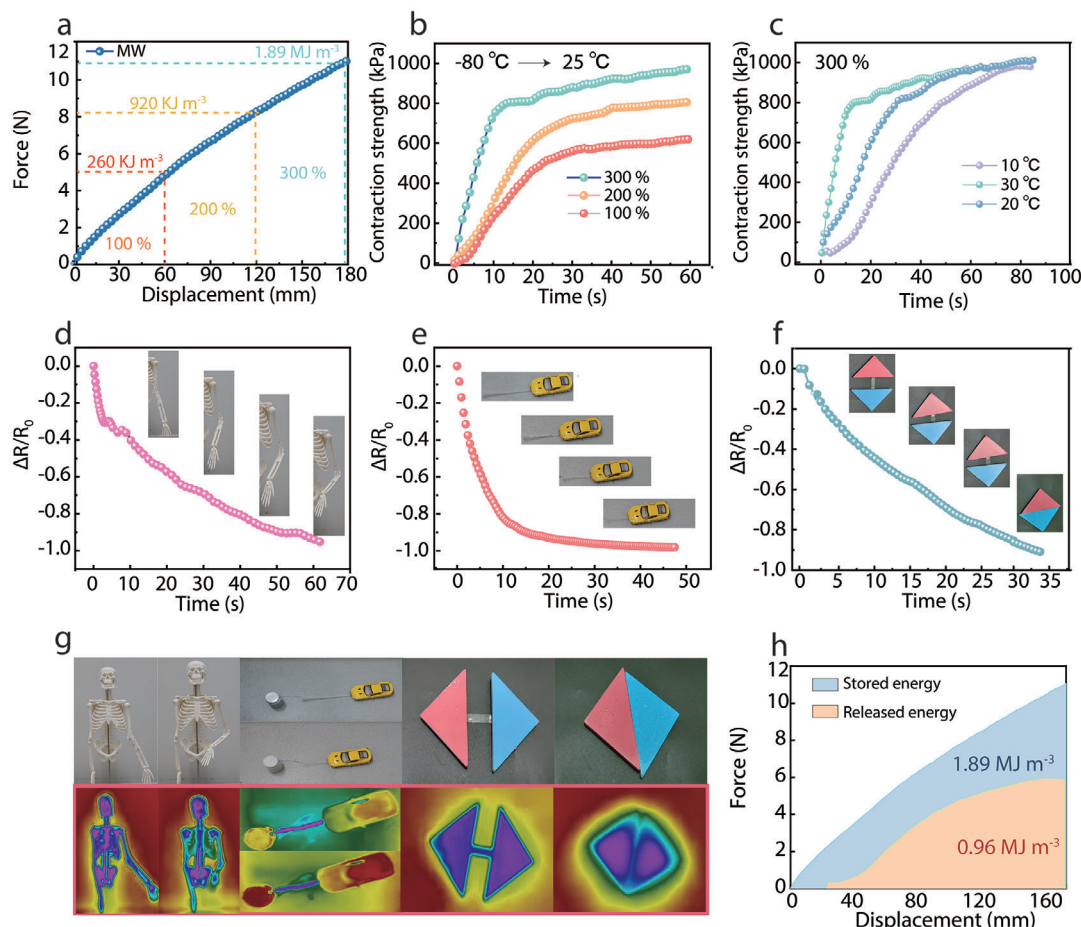 a
MW
1.89 MJ m⁻³
920 KJ m⁻³
260 KJ m⁻³
100 %
200 %
300 %
Force (N)
0
2
4
6
8
10
12
0 30 60 90 120 150 180
Displacement (mm)
b
-80 °C → 25 °C
300 %
200 %
100 %
Contraction strength (kPa)
0
200
400
600
800
1000
0 10 20 30 40 50 60
Time (s)
c
300 %
10 °C
30 °C
20 °C
Contraction strength (kPa)
0
200
400
600
800
1000
0 20 40 60 80 100
Time (s)
d
ΔR/R₀
0.0
-0.2
-0.4
-0.6
-0.8
-1.0
0 10 20 30 40 50 60 70
Time (s)
e
ΔR/R₀
0.0
-0.2
-0.4
-0.6
-0.8
-1.0
0 10 20 30 40 50
Time (s)
f
ΔR/R₀
0.0
-0.2
-0.4
-0.6
-0.8
-1.0
0 5 10 15 20 25 30 35
Time (s)
g
h
Stored energy
Released energy
1.89 MJ m⁻³
0.96 MJ m⁻³
Force (N)
0
2
4
6
8
10
12
0 40 80 120 160
Displacement (mm)